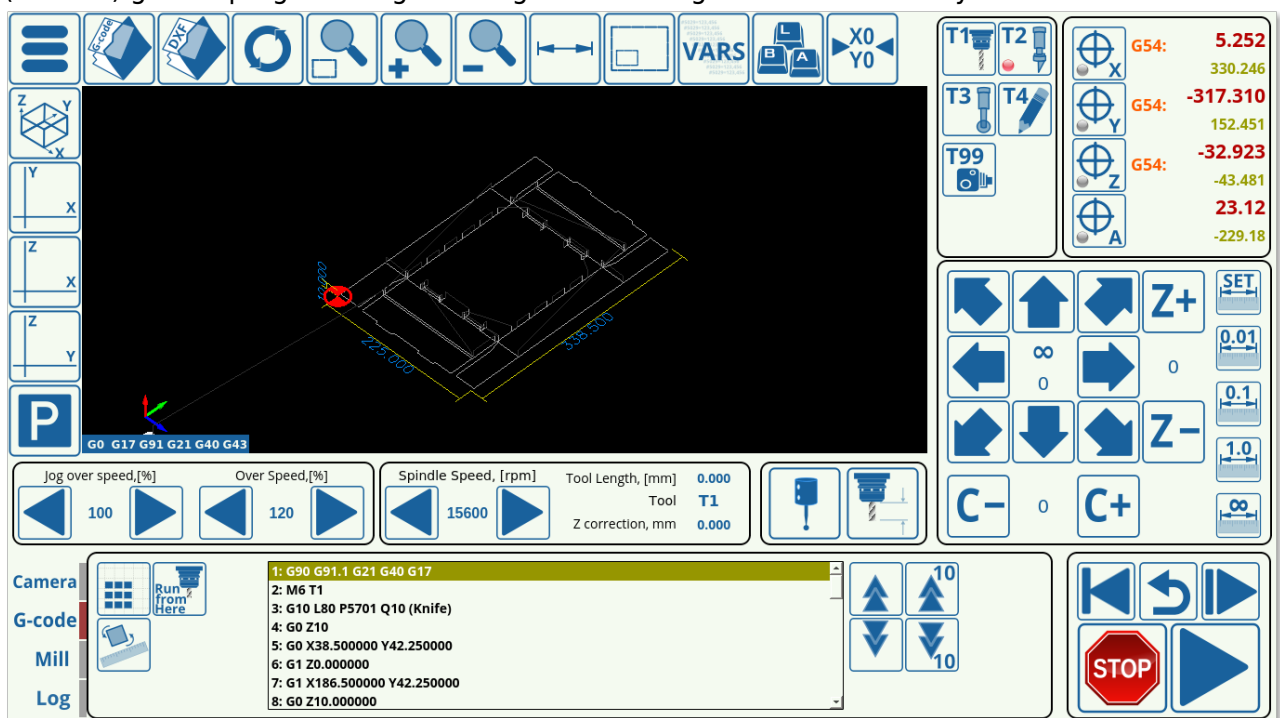 G-code
DXF
VARS
L
B
A
X0
Y0
Z
Y
X
Y
X
Z
X
Z
Y
P
225.000
338.500
G0 G17 G91 G21 G40 G43
T1
T2
T3
T4
T99
X
G54:
5.252
330.246
Y
G54:
-317.310
152.451
Z
G54:
-32.923
-43.481
A
23.12
-229.18
Z+
SET
0.01
∞
0
0
0.1
Z-
1.0
C-
0
C+
∞
Jog over speed,[%]
100
Over Speed,[%]
120
Spindle Speed, [rpm]
15600
Tool Length, [mm] 0.000
Tool T1
Z correction, mm 0.000
Camera
G-code
Mill
Log
Run
from
Here
1: G90 G91.1 G21 G40 G17
2: M6 T1
3: G10 L80 P5701 Q10 (Knife)
4: G0 Z10
5: G0 X38.500000 Y42.250000
6: G1 Z0.000000
7: G1 X186.500000 Y42.250000
8: G0 Z10.000000
10
10
STOP